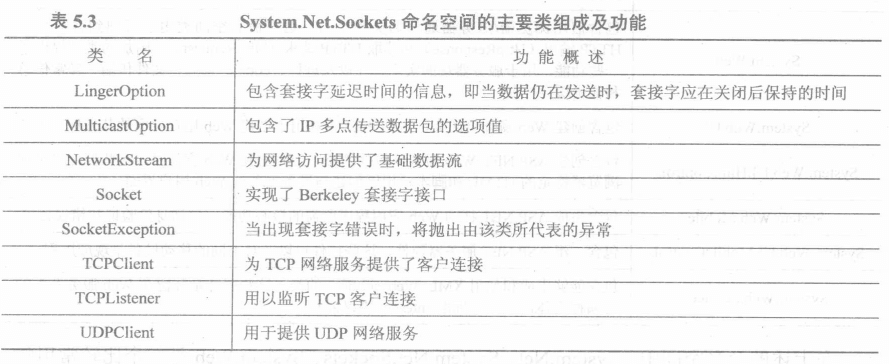 表 5.3 System.Net.Sockets 命名空间的主要类组成及功能
类 名 功 能 概 述
LingerOption 包含套接字延迟时间的信息，即当数据仍在发送时，套接字应在关闭后保持的时间
MulticastOption 包含了 IP 多点传送数据包的选项值
NetworkStream 为网络访问提供了基础数据流
Socket 实现了 Berkeley 套接字接口
SocketException 当出现套接字错误时，将抛出由该类所代表的异常
TCPClient 为 TCP 网络服务提供了客户连接
TCPListener 用以监听 TCP 客户连接
UDPClient 用于提供 UDP 网络服务